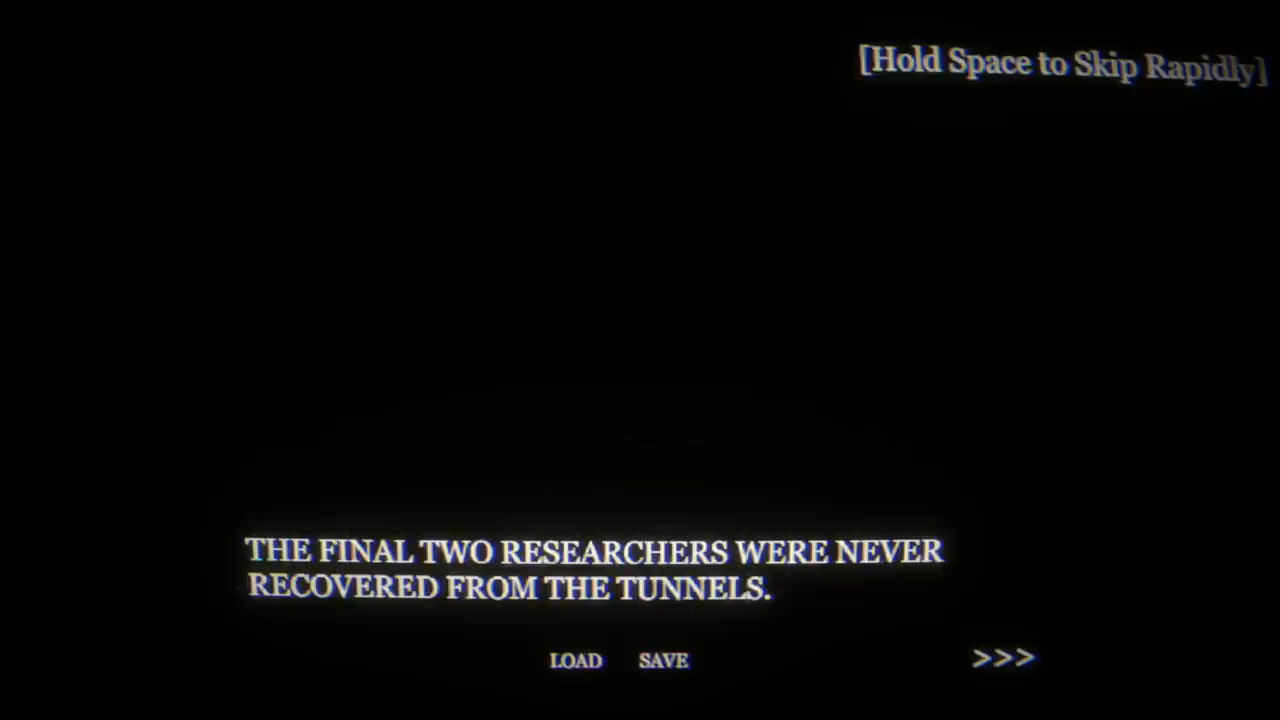 [Hold Space to Skip Rapidly]
THE FINAL TWO RESEARCHERS WERE NEVER
RECOVERED FROM THE TUNNELS.
LOAD SAVE >>>